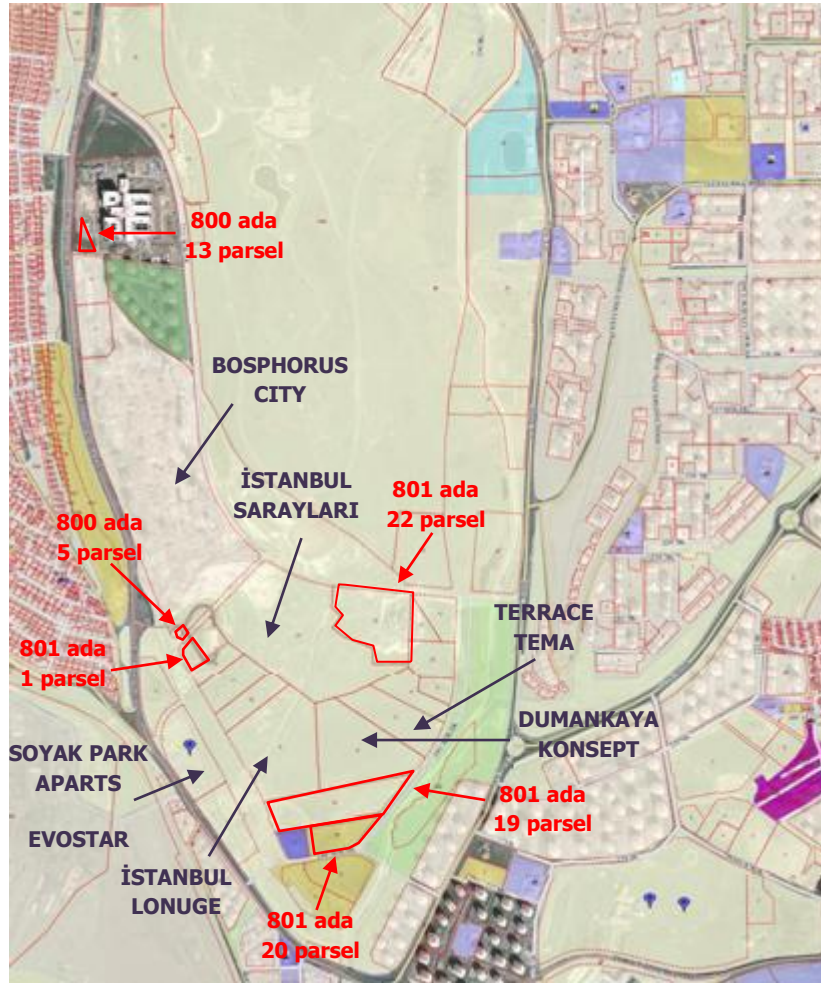 800 ada
13 parsel
BOSPHORUS
CITY
İSTANBUL
SARAYLARI
801 ada
22 parsel
800 ada
5 parsel
801 ada
1 parsel
TERRACE
TEMA
DUMANKAYA
KONSEPT
SOYAK PARK
APARTS
801 ada
19 parsel
EVOSTAR
İSTANBUL
LONUGE
801 ada
20 parsel